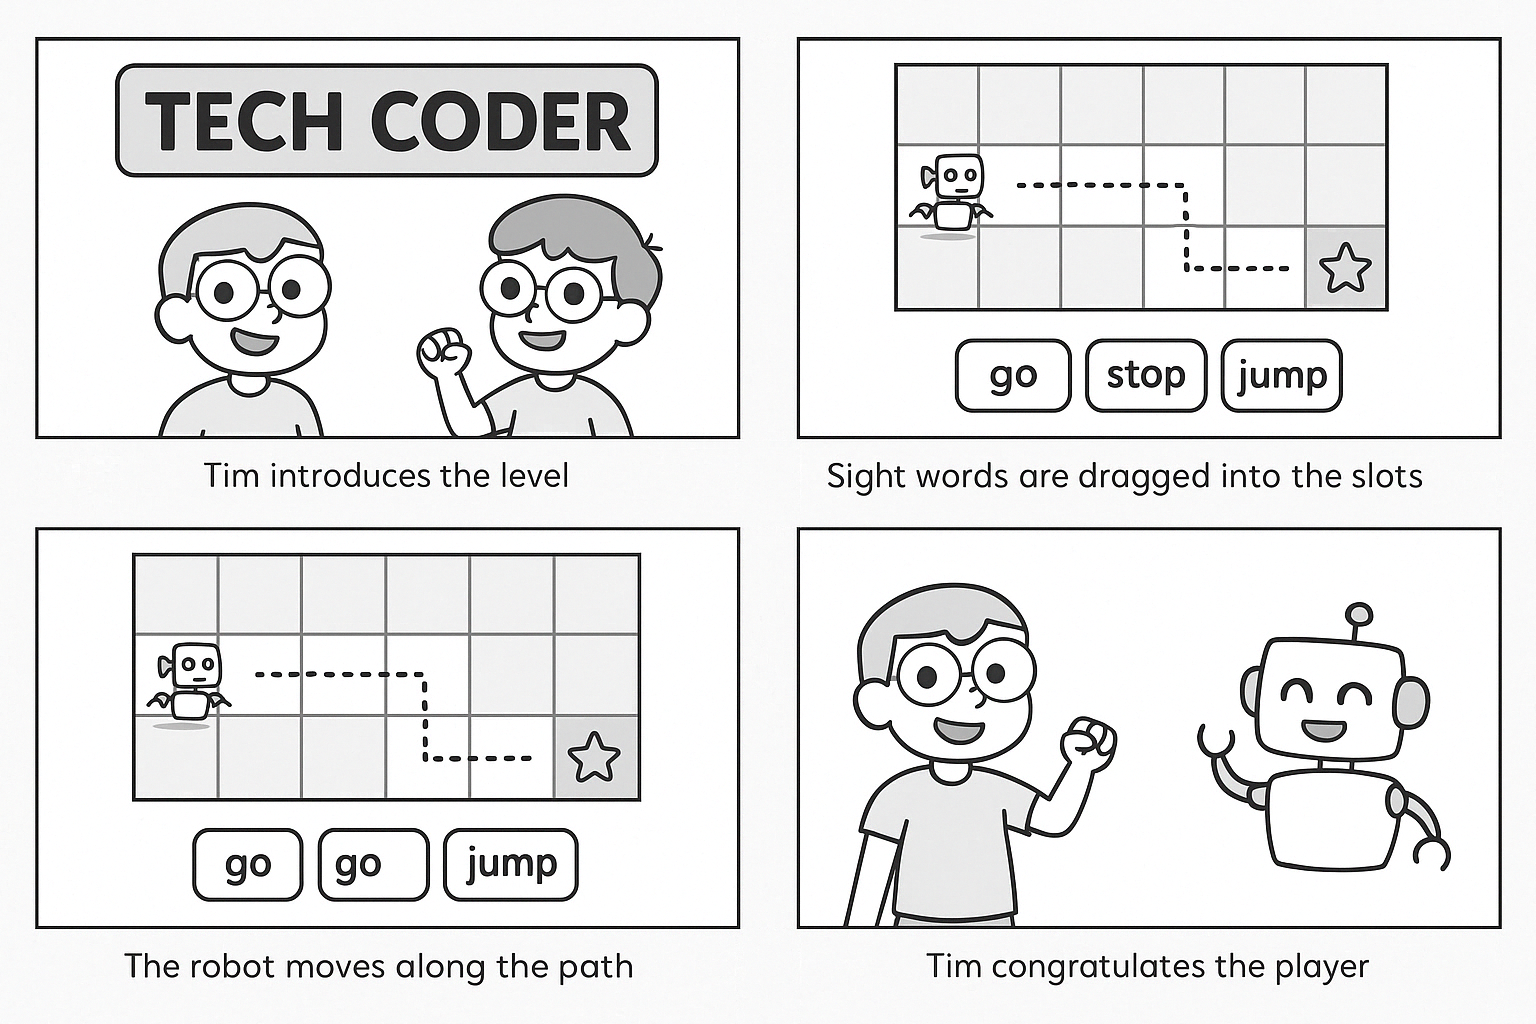 TECH CODER
Tim introduces the level
go stop jump
Sight words are dragged into the slots
go go jump
The robot moves along the path
Tim congratulates the player